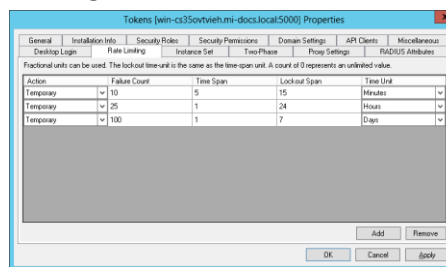 Tokens [win-cs35ovtvieh.mi-docs.local:5000] Properties
General Installation Info Security Roles Security Permissions Domain Settings API Clients Miscellaneous
Desktop Login Rate Limiting Instance Set Two-Phase Proxy Settings RADIUS Attributes
Fractional units can be used. The lockout time-unit is the same as the time-span unit. A count of 0 represents an unlimited value.
Action Failure Count Time Span Lockout Span Time Unit
Temporary 10 5 15 Minutes
Temporary 25 1 24 Hours
Temporary 100 1 7 Days
Add Remove
OK Cancel Apply